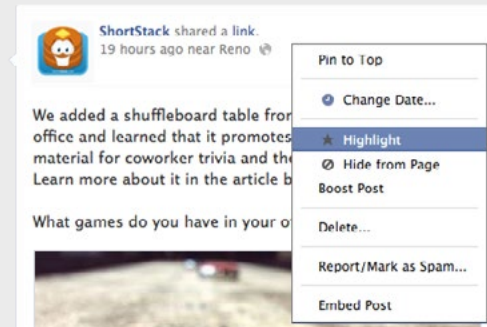 ShortStack shared a link.
19 hours ago near Reno
We added a shuffleboard table from
office and learned that it promotes
material for coworker trivia and the
Learn more about it in the article b
What games do you have in your o
Pin to Top
Change Date...
Highlight
Hide from Page
Boost Post
Delete...
Report/Mark as Spam...
Embed Post